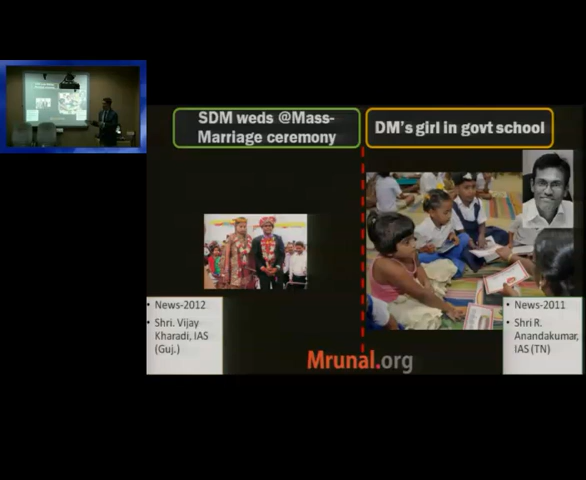 SDM weds @Mass-
Marriage ceremony
DM's girl in govt school
• News-2012
• Shri. Vijay
Kharadi, IAS
(Guj.)
• News-2011
• Shri R.
Anandakumar,
IAS (TN)
Mrunal.org